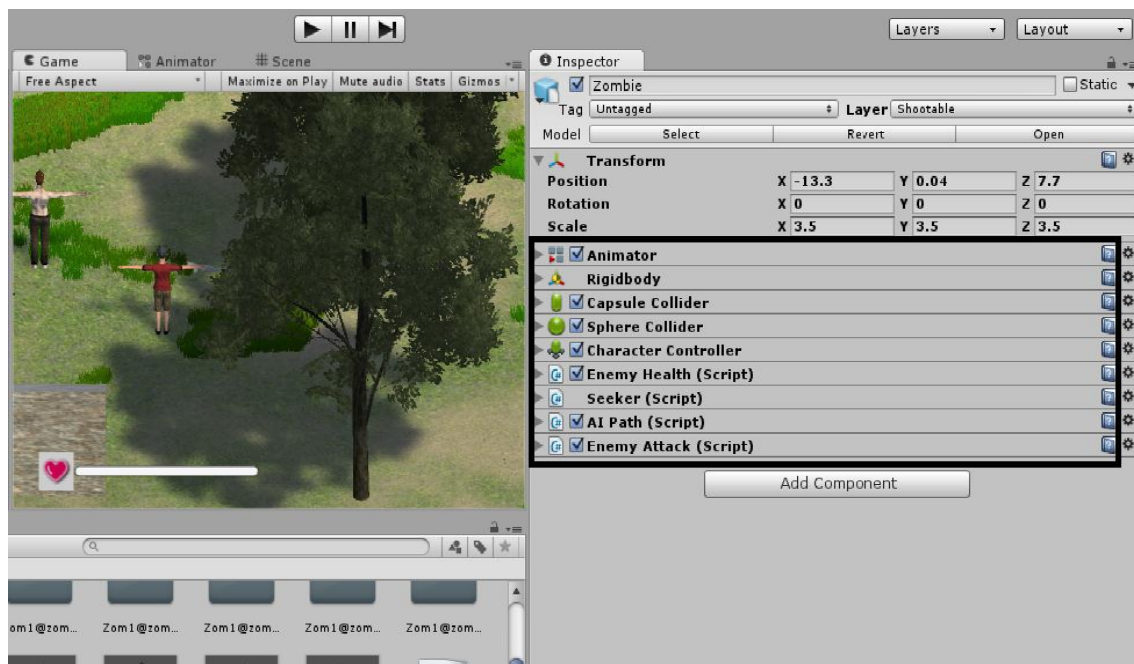 Layers
Layout
Game
Animator
Scene
Free Aspect
Maximize on Play
Mute audio
Stats
Gizmos
Inspector
Zombie
Static
Tag
Untagged
Layer
Shootable
Model
Select
Revert
Open
Transform
Position X -13.3 Y 0.04 Z 7.7
Rotation X 0 Y 0 Z 0
Scale X 3.5 Y 3.5 Z 3.5
Animator
Rigidbody
Capsule Collider
Sphere Collider
Character Controller
Enemy Health (Script)
Seeker (Script)
AI Path (Script)
Enemy Attack (Script)
Add Component
om1@zom...
Zom1@zom...
Zom1@zom...
Zom1@zom...
Zom1@zom...